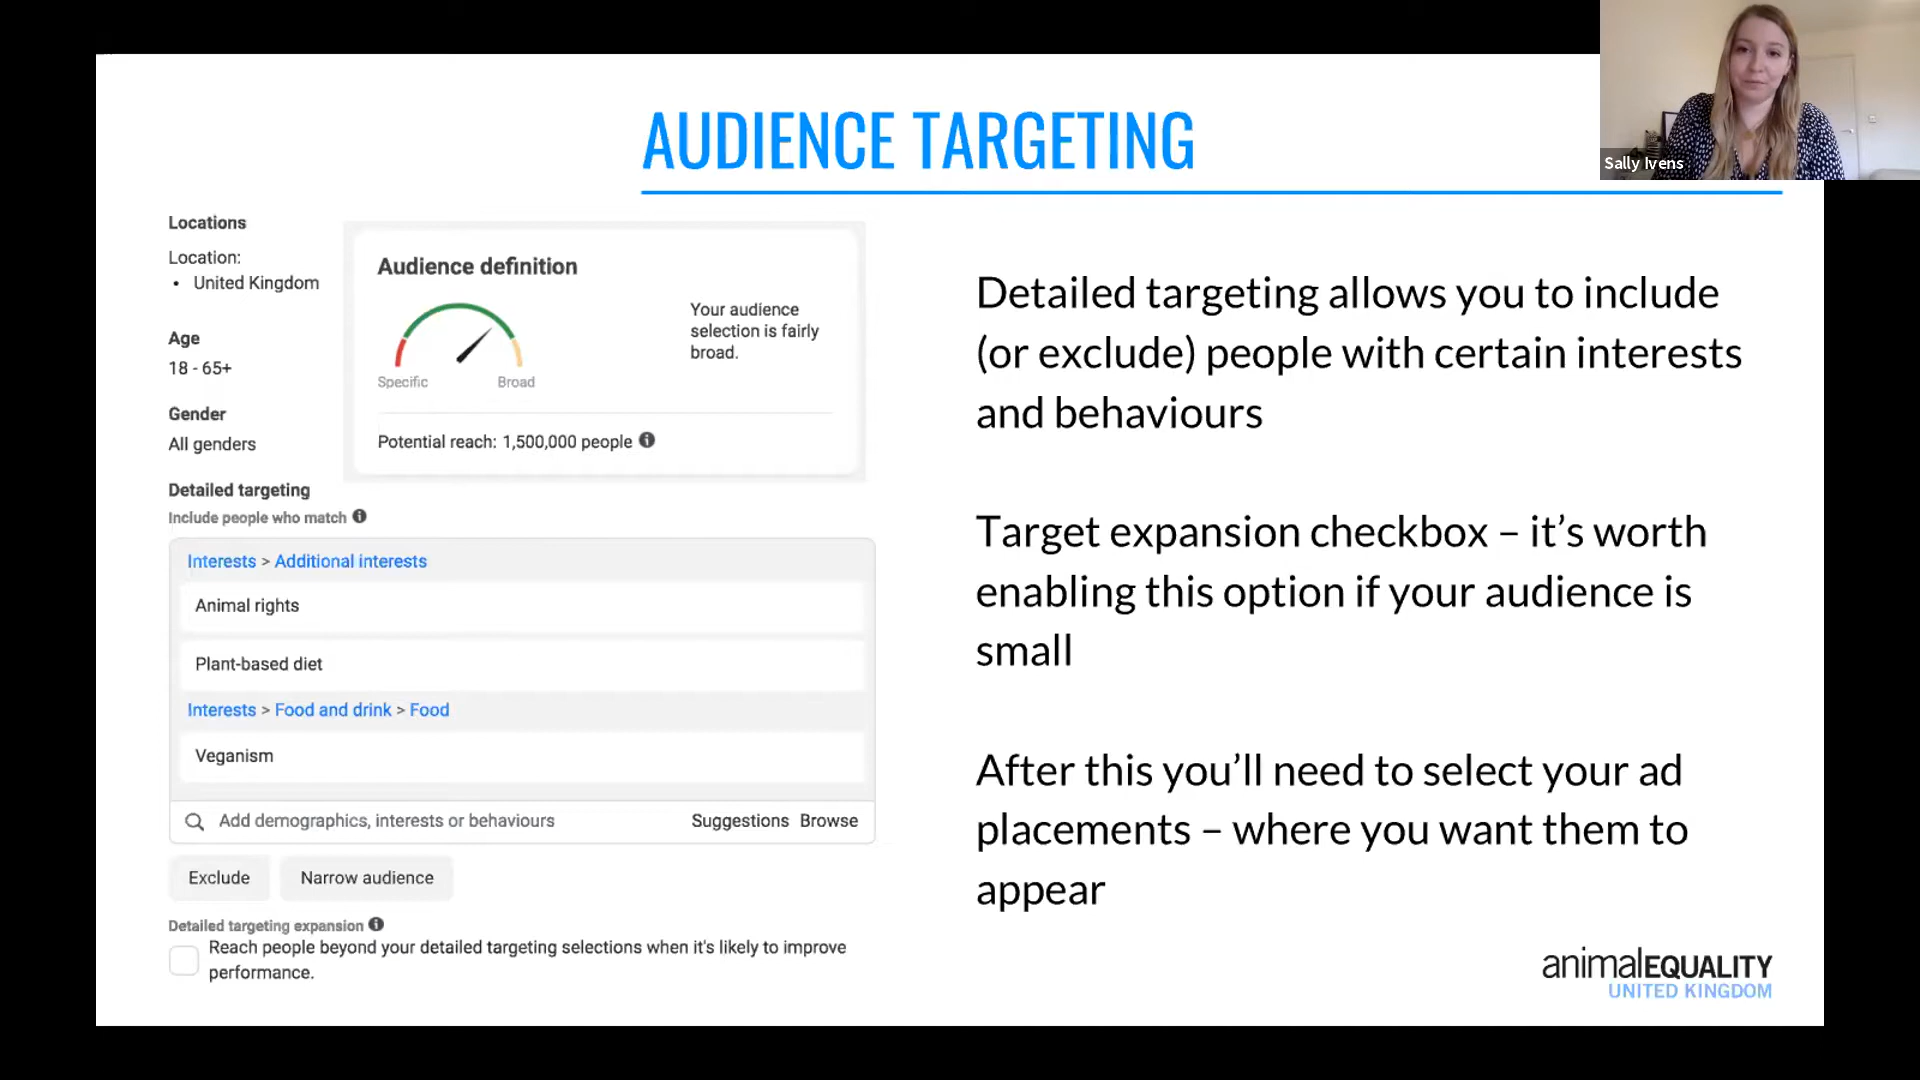 AUDIENCE TARGETING
Sally Ivens
Locations
Location:
• United Kingdom
Age
18 - 65+
Gender
All genders
Audience definition
Specific
Broad
Your audience
selection is fairly
broad.
Potential reach: 1,500,000 people
Detailed targeting
Include people who match
Interests > Additional interests
Animal rights
Plant-based diet
Interests > Food and drink > Food
Veganism
Add demographics, interests or behaviours Suggestions Browse
Exclude Narrow audience
Detailed targeting expansion
Reach people beyond your detailed targeting selections when it's likely to improve
performance.
Detailed targeting allows you to include
(or exclude) people with certain interests
and behaviours
Target expansion checkbox – it’s worth
enabling this option if your audience is
small
After this you’ll need to select your ad
placements – where you want them to
appear
animalEQUALITY
UNITED KINGDOM